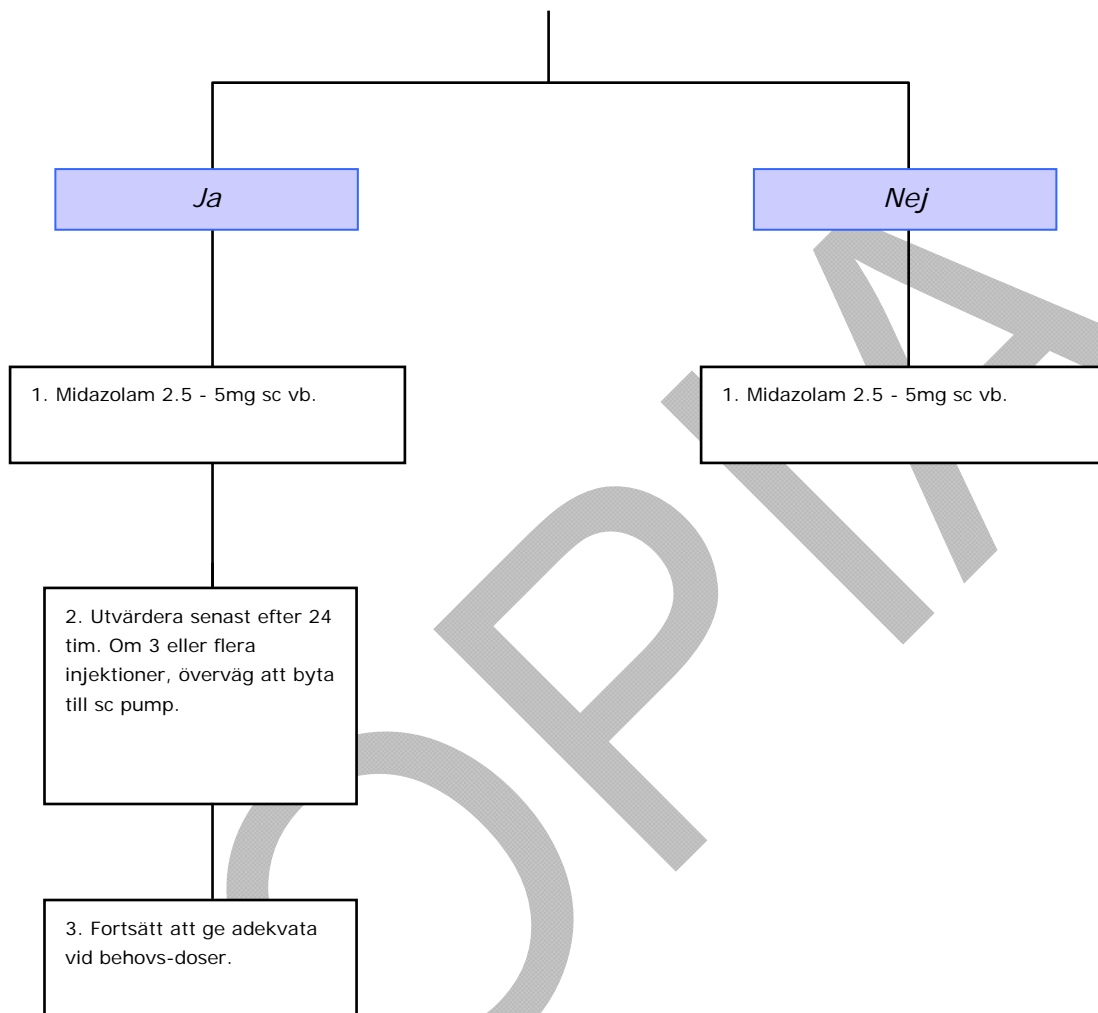 Ja
Nej
1. Midazolam 2.5 - 5mg sc vb.
1. Midazolam 2.5 - 5mg sc vb.
2. Utvärdera senast efter 24
tim. Om 3 eller flera
injektioner, överväg att byta
till sc pump.
3. Fortsätt att ge adekvata
vid behovs-doser.
OPIA